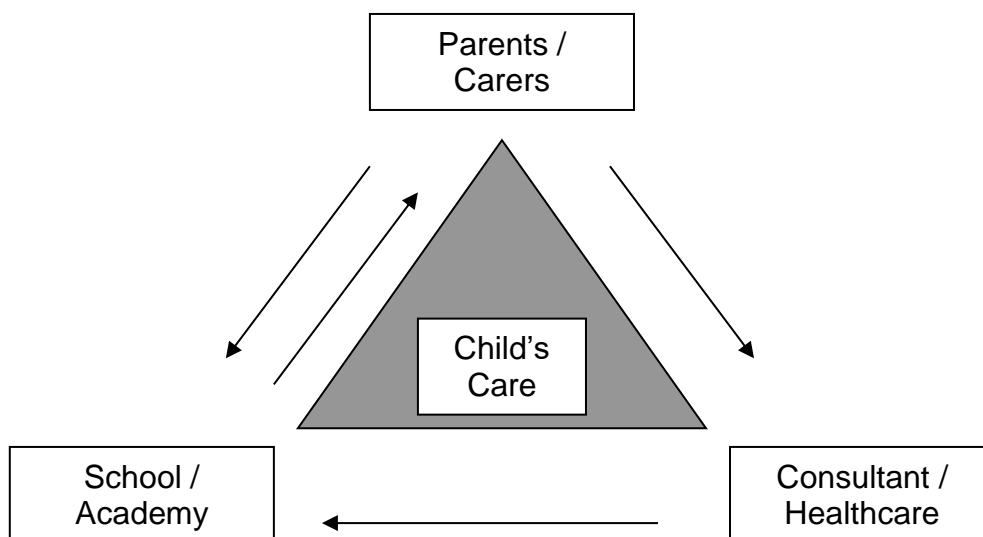 Parents /
Carers
Child's
Care
School /
Academy
Consultant /
Healthcare